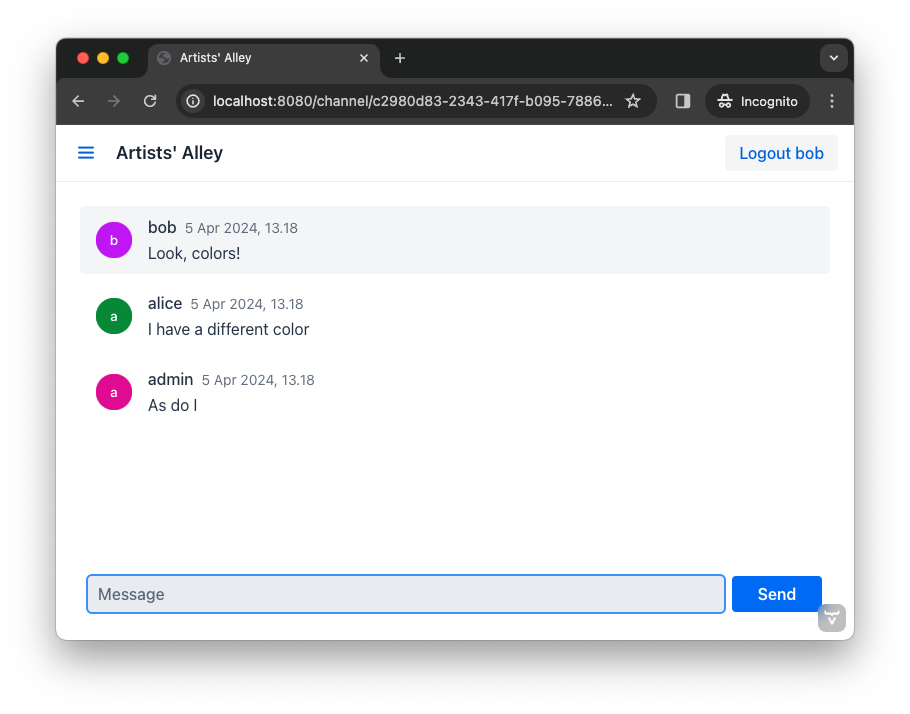 Artists' Alley
localhost:8080/channel/c2980d83-2343-417f-b095-7886...
Incognito
Artists' Alley
Logout bob
b
bob 5 Apr 2024, 13.18
Look, colors!
a
alice 5 Apr 2024, 13.18
I have a different color
a
admin 5 Apr 2024, 13.18
As do I
Message
Send